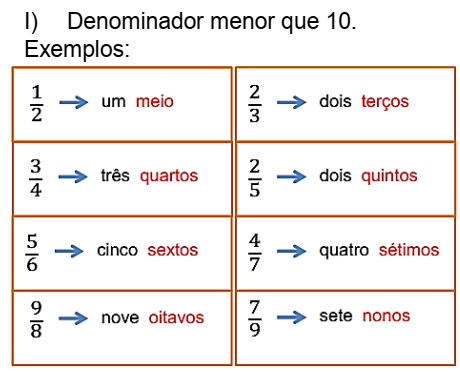 I) Denominador menor que 10.
Exemplos:
1/2 → um meio
2/3 → dois terços
3/4 → três quartos
2/5 → dois quintos
5/6 → cinco sextos
4/7 → quatro sétimos
9/8 → nove oitavos
7/9 → sete nonos